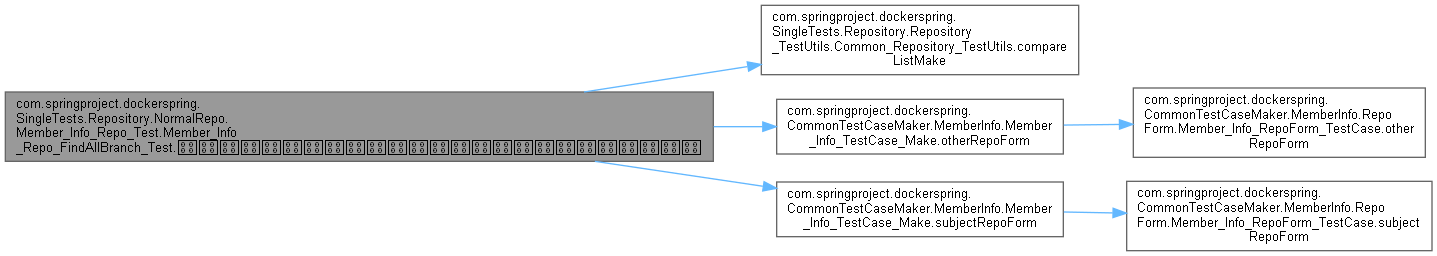 com.springproject.dockerspring.
SingleTests.Repository.NormalRepo.
Member_Info_Repo_Test.Member_Info
_Repo_FindAllBranch_Test.
com.springproject.dockerspring.
SingleTests.Repository.Repository
_TestUtils.Common_Repository_TestUtils.compare
ListMake
com.springproject.dockerspring.
CommonTestCaseMaker.MemberInfo.Member
_Info_TestCase_Make.otherRepoForm
com.springproject.dockerspring.
CommonTestCaseMaker.MemberInfo.Repo
Form.Member_Info_RepoForm_TestCase.other
RepoForm
com.springproject.dockerspring.
CommonTestCaseMaker.MemberInfo.Member
_Info_TestCase_Make.subjectRepoForm
com.springproject.dockerspring.
CommonTestCaseMaker.MemberInfo.Repo
Form.Member_Info_RepoForm_TestCase.subject
RepoForm